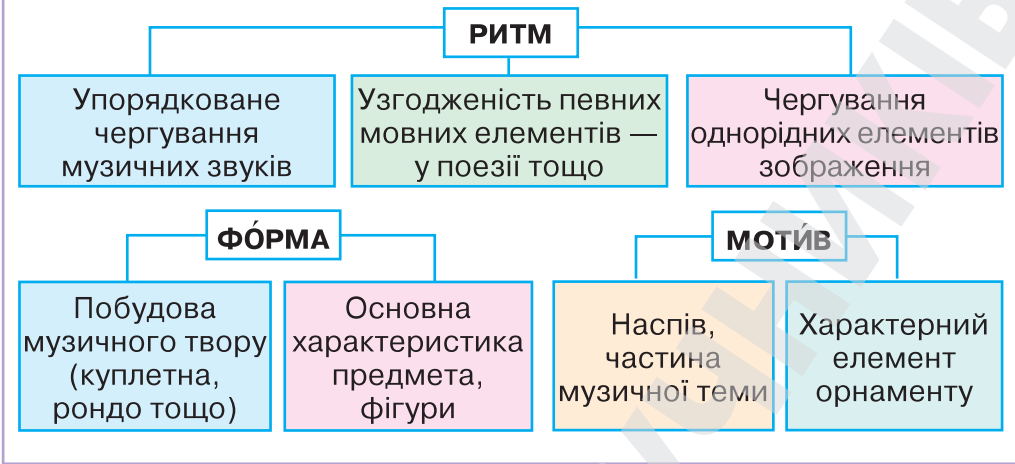 РИТМ
Упорядковане
чергування
музичних звуків
Узгодженість певних
мовних елементів —
у поезії тощо
Чергування
однорідних елементів
зображення
ФО́РМА
Побудова
музичного твору
(куплетна,
рондо тощо)
Основна
характеристика
предмета,
фігури
МОТИ́В
Наспів,
частина
музичної теми
Характерний
елемент
орнаменту